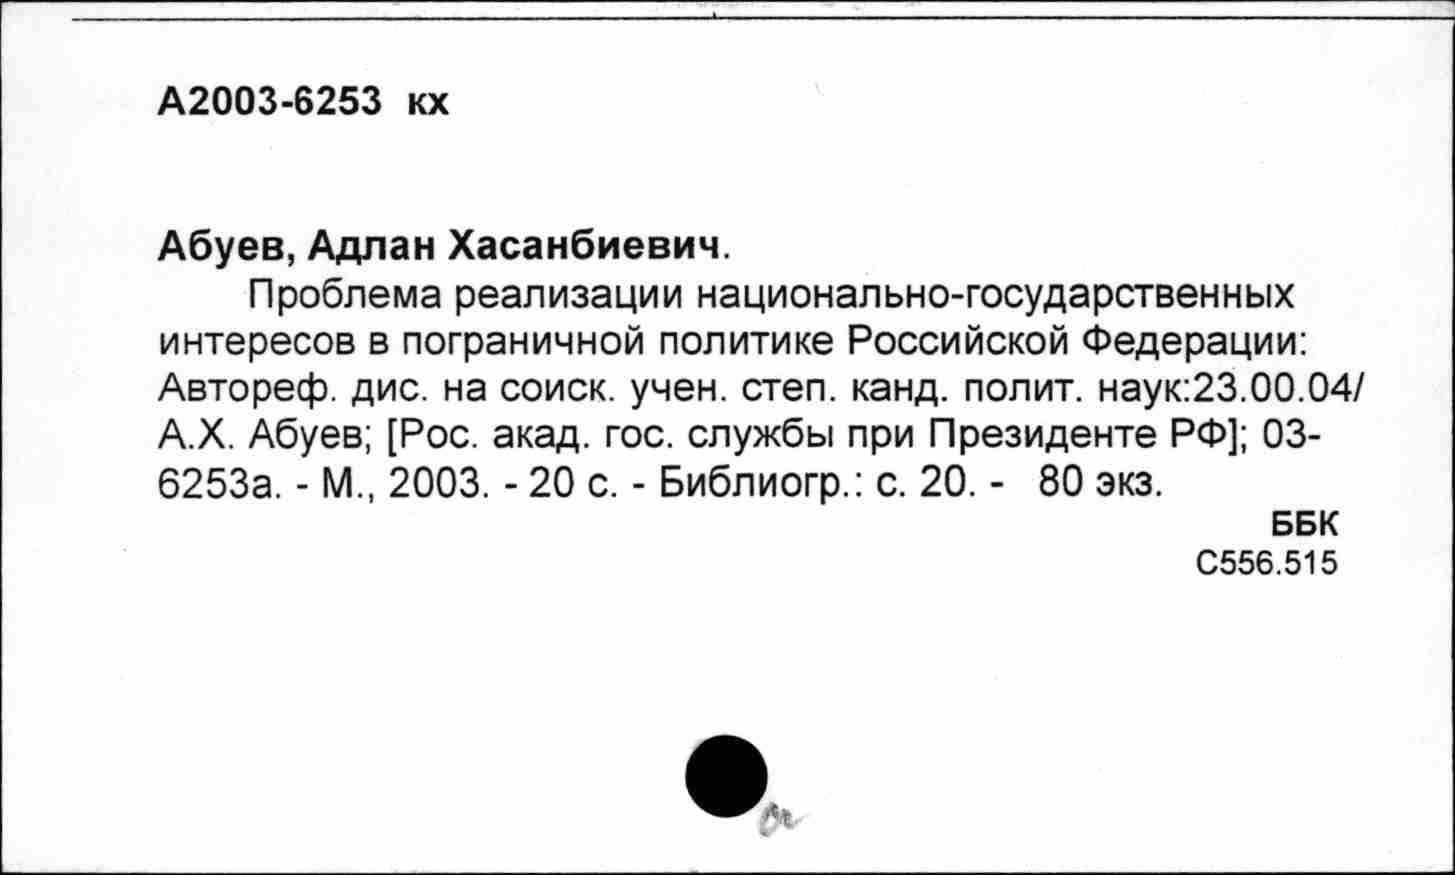 А2003-6253 кх
Абуев, Адлан Хасанбиевич.
Проблема реализации национально-государственных
интересов в пограничной политике Российской Федерации:
Автореф. дис. на соиск. учен. степ. канд. полит. наук:23.00.04/
А.Х. Абуев; [Рос. акад. гос. службы при Президенте РФ]; 03-
6253а. - М., 2003. - 20 с. - Библиогр.: с. 20. - 80 экз.
ББК
С556.515